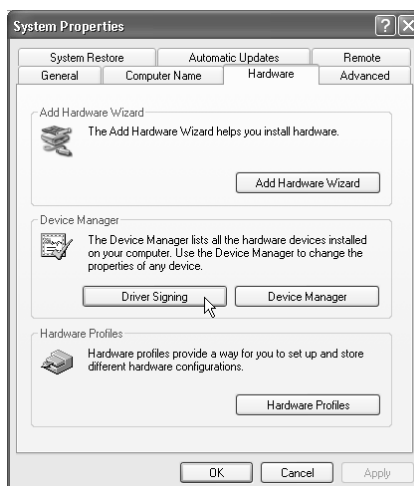 System Properties
System Restore Automatic Updates Remote
General Computer Name Hardware Advanced
Add Hardware Wizard
The Add Hardware Wizard helps you install hardware.
Add Hardware Wizard
Device Manager
The Device Manager lists all the hardware devices installed
on your computer. Use the Device Manager to change the
properties of any device.
Driver Signing Device Manager
Hardware Profiles
Hardware profiles provide a way for you to set up and store
different hardware configurations.
Hardware Profiles
OK Cancel Apply